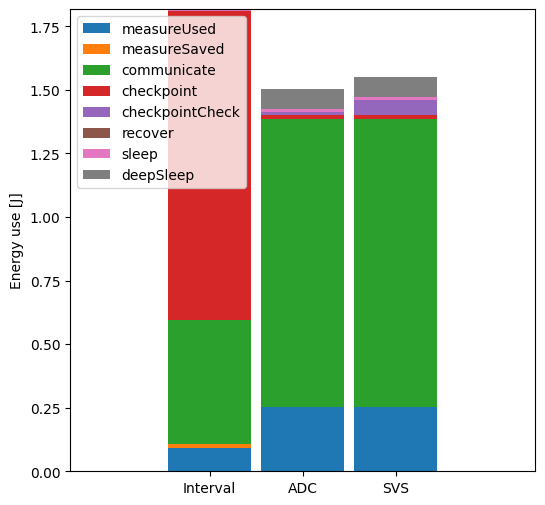 measureUsed
measureSaved
communicate
checkpoint
checkpointCheck
recover
sleep
deepSleep
Energy use [J]
1.75
1.50
1.25
1.00
0.75
0.50
0.25
0.00
Interval ADC SVS